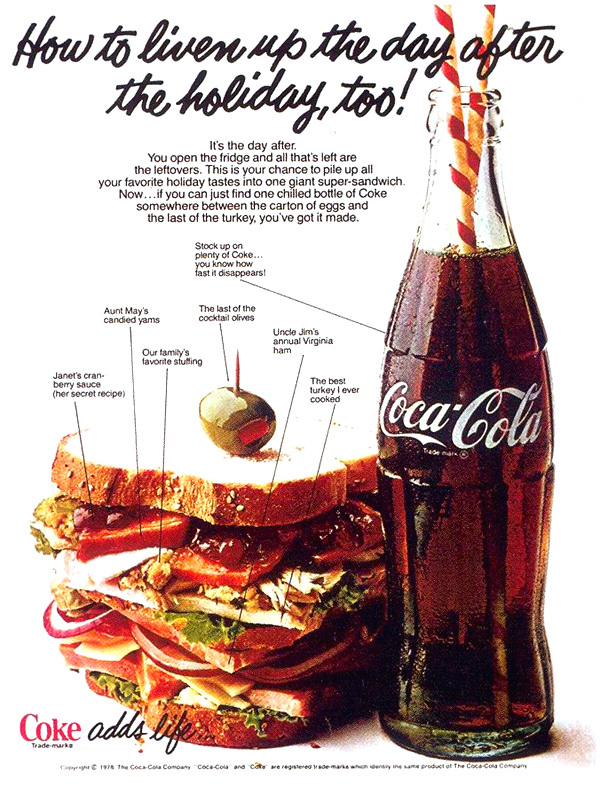 How to liven up the day after
the holiday, too!
It's the day after.
You open the fridge and all that's left are
the leftovers. This is your chance to pile up all
your favorite holiday tastes into one giant super-sandwich.
Now...if you can just find one chilled bottle of Coke
somewhere between the carton of eggs and
the last of the turkey, you've got it made.
Stock up on
plenty of Coke...
you know how
fast it disappears!
Aunt May's
candied yams
The last of the
cocktail olives
Uncle Jim's
annual Virginia
ham
Our family's
favorite stuffing
Janet's cran-
berry sauce
(her secret recipe)
The best
turkey I ever
cooked
Coca-Cola
Trade mark ®
Coke adds life...
Trade-mark®
Copyright © 1978 The Coca-Cola Company. "Coca-Cola" and "Coke" are registered trade-marks which identify the same product of The Coca-Cola Company.